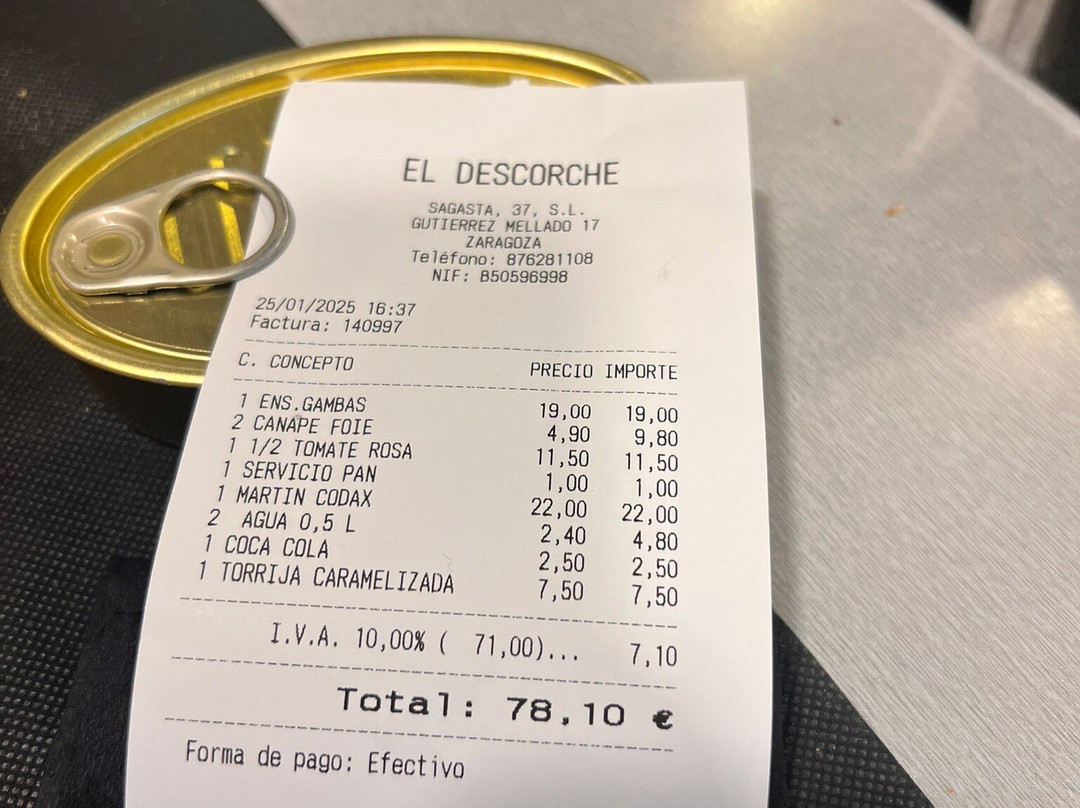 EL DESCORCHE
SAGASTA, 37, S.L.
GUTIERREZ MELLADO 17
ZARAGOZA
Teléfono: 876281108
NIF: B50596998
25/01/2025 16:37
Factura: 140997
C. CONCEPTO PRECIO IMPORTE
1 ENS.GAMBAS 19,00 19,00
2 CANAPE FOIE 4,90 9,80
1 1/2 TOMATE ROSA 11,50 11,50
1 SERVICIO PAN 1,00 1,00
1 MARTIN CODAX 22,00 22,00
2 AGUA 0,5 L 2,40 4,80
1 COCA COLA 2,50 2,50
1 TORRIJA CARAMELIZADA 7,50 7,50
I.V.A. 10,00% ( 71,00)... 7,10
Total: 78,10 €
Forma de pago: Efectivo